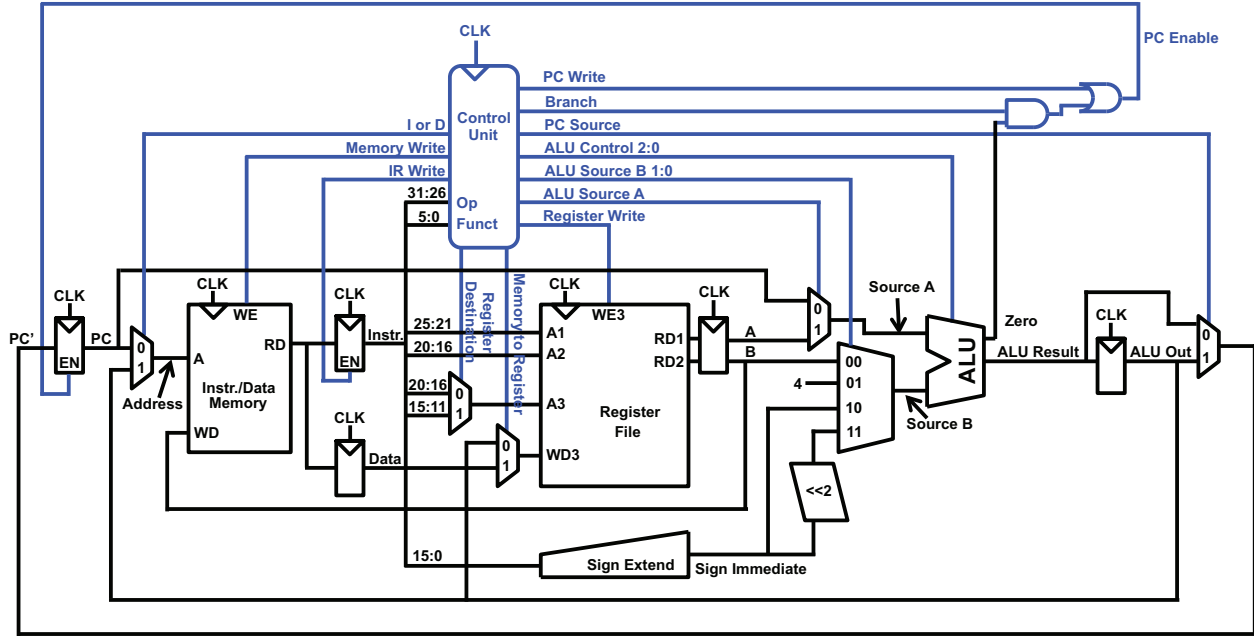 CLK
PC Enable
PC Write
Branch
Control
Unit
I or D
PC Source
Memory Write
ALU Control 2:0
IR Write
ALU Source B 1:0
31:26
Op
ALU Source A
5:0
Funct
Register Write
CLK
CLK
CLK
CLK
CLK
Register
Destination
Memory to Register
Source A
PC'
PC
EN
WE
RD
Instr.
EN
25:21
A1
WE3
RD1
A
0
1
Zero
CLK
0
1
A
Address
Instr./Data
Memory
20:16
A2
RD2
B
00
ALU
ALU Result
ALU Out
0
1
20:16
15:11
0
1
A3
Register
File
4
01
10
11
Source B
WD
CLK
Data
0
1
WD3
<<2
15:0
Sign Extend
Sign Immediate